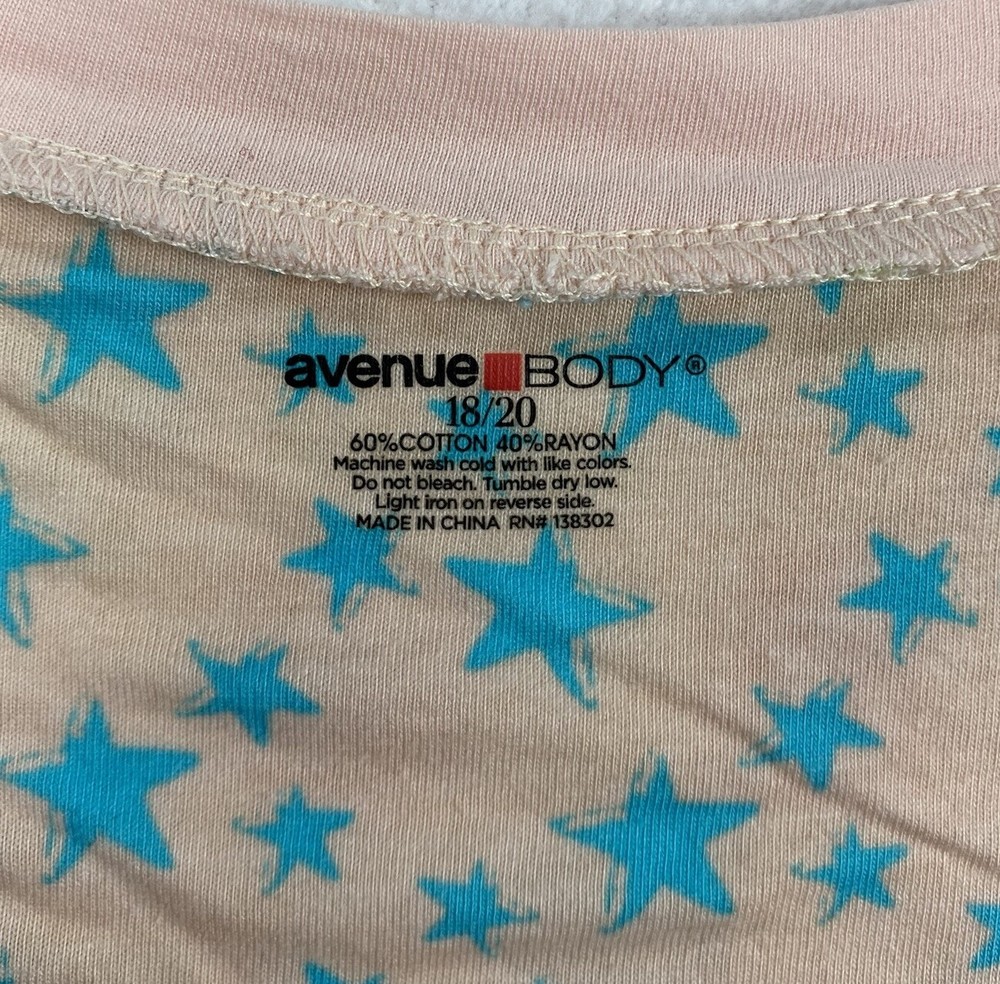 avenue BODY®
18/20
60%COTTON 40%RAYON
Machine wash cold with like colors.
Do not bleach. Tumble dry low.
Light iron on reverse side.
MADE IN CHINA RN# 138302